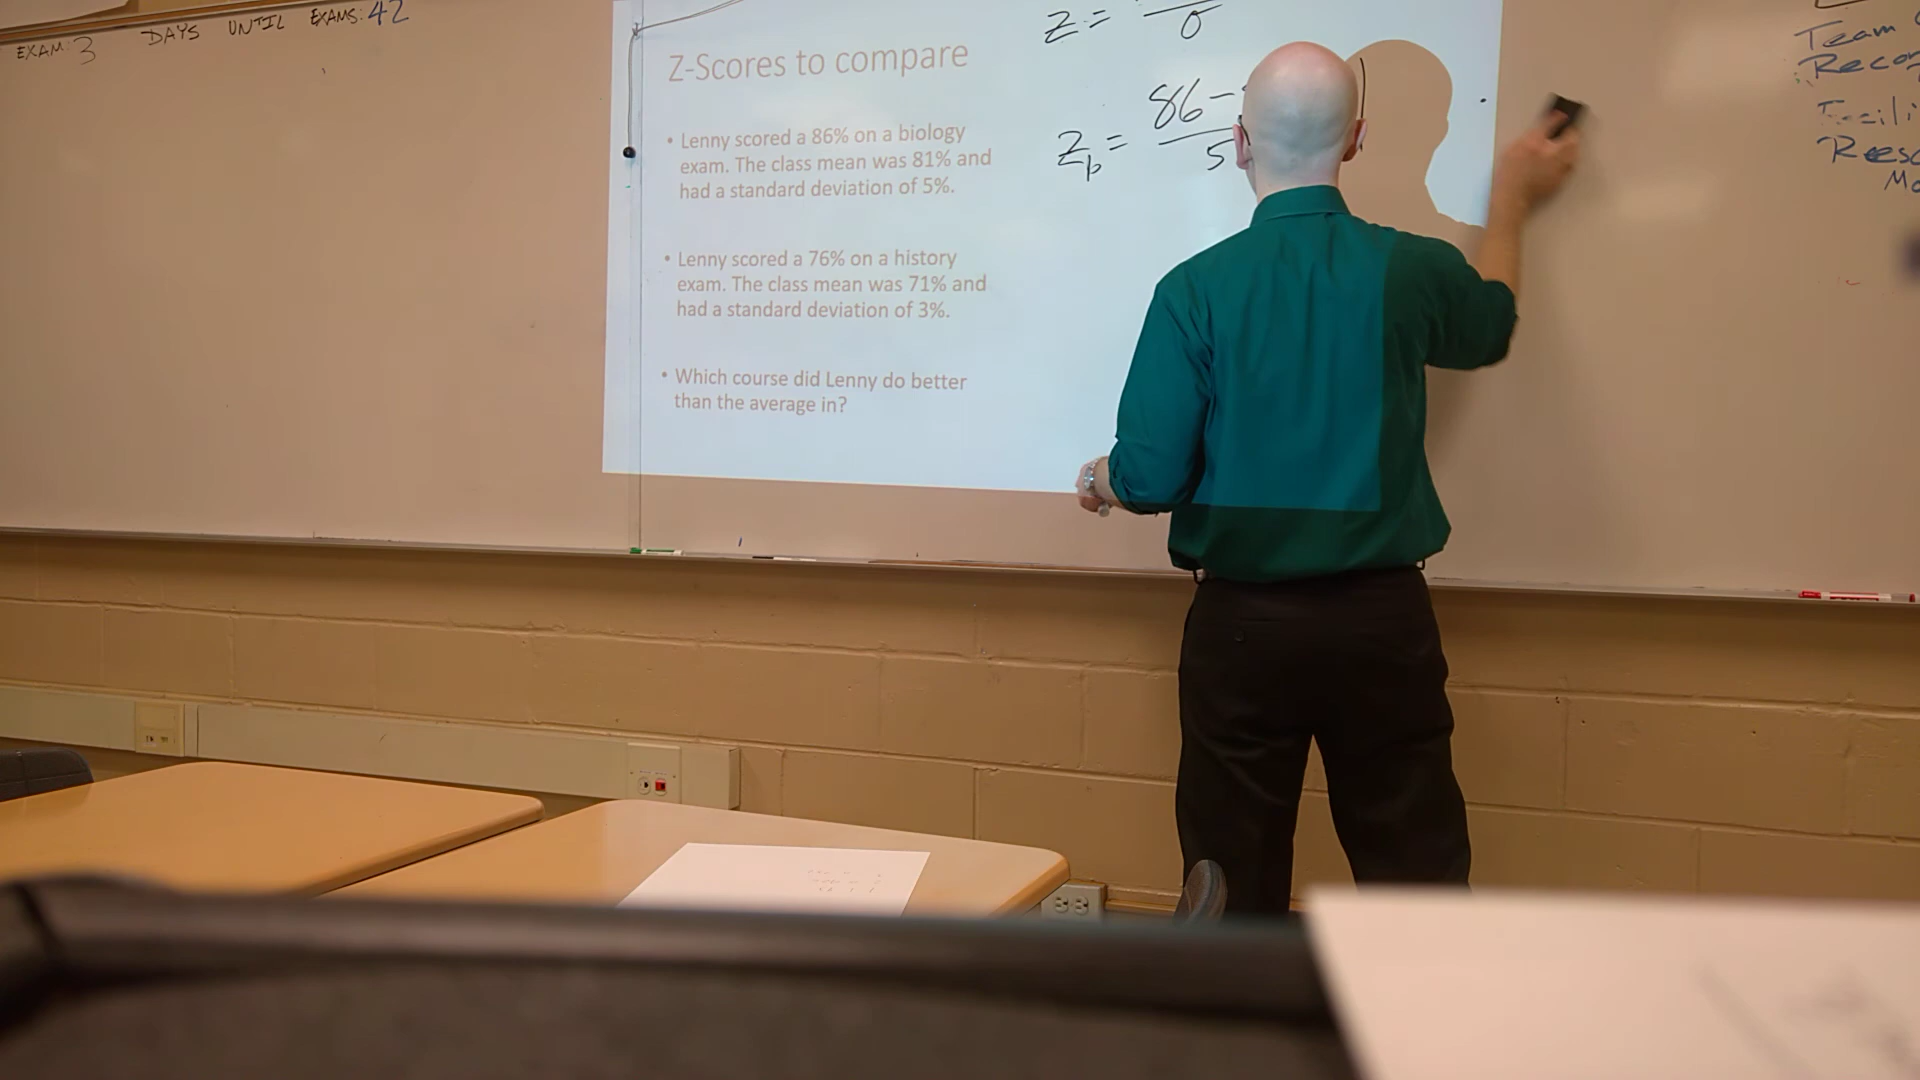 EXAM: 3 DAYS UNTIL EXAMS: 42
Z-Scores to compare
• Lenny scored a 86% on a biology
exam. The class mean was 81% and
had a standard deviation of 5%.
• Lenny scored a 76% on a history
exam. The class mean was 71% and
had a standard deviation of 3%.
• Which course did Lenny do better
than the average in?
z =
σ
86 -
Zb =
5
Team